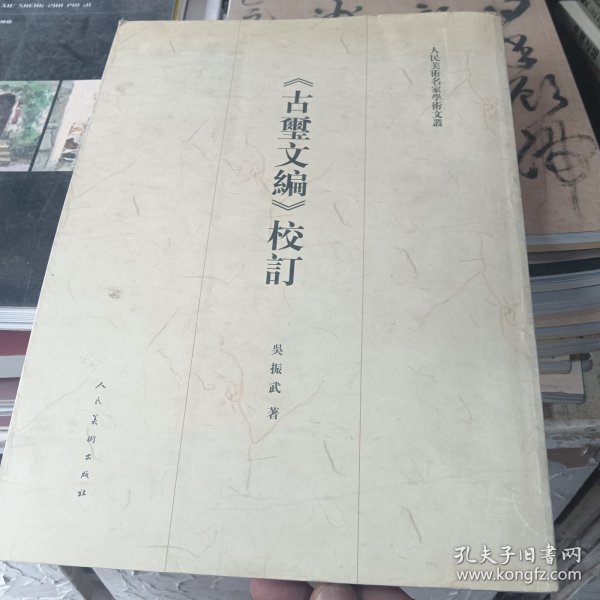 人民美術名家學術文叢
《古璽文編》校訂
吳振武 著
人民美術出版社
孔夫子旧书网
www.kongfz.com